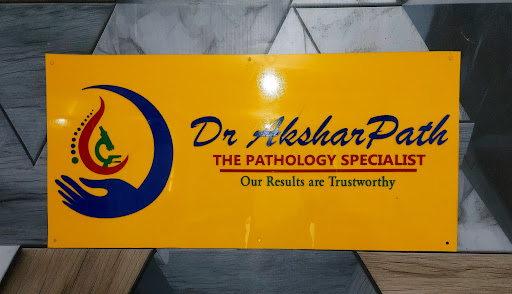 Dr AksharPath
THE PATHOLOGY SPECIALIST
Our Results are Trustworthy